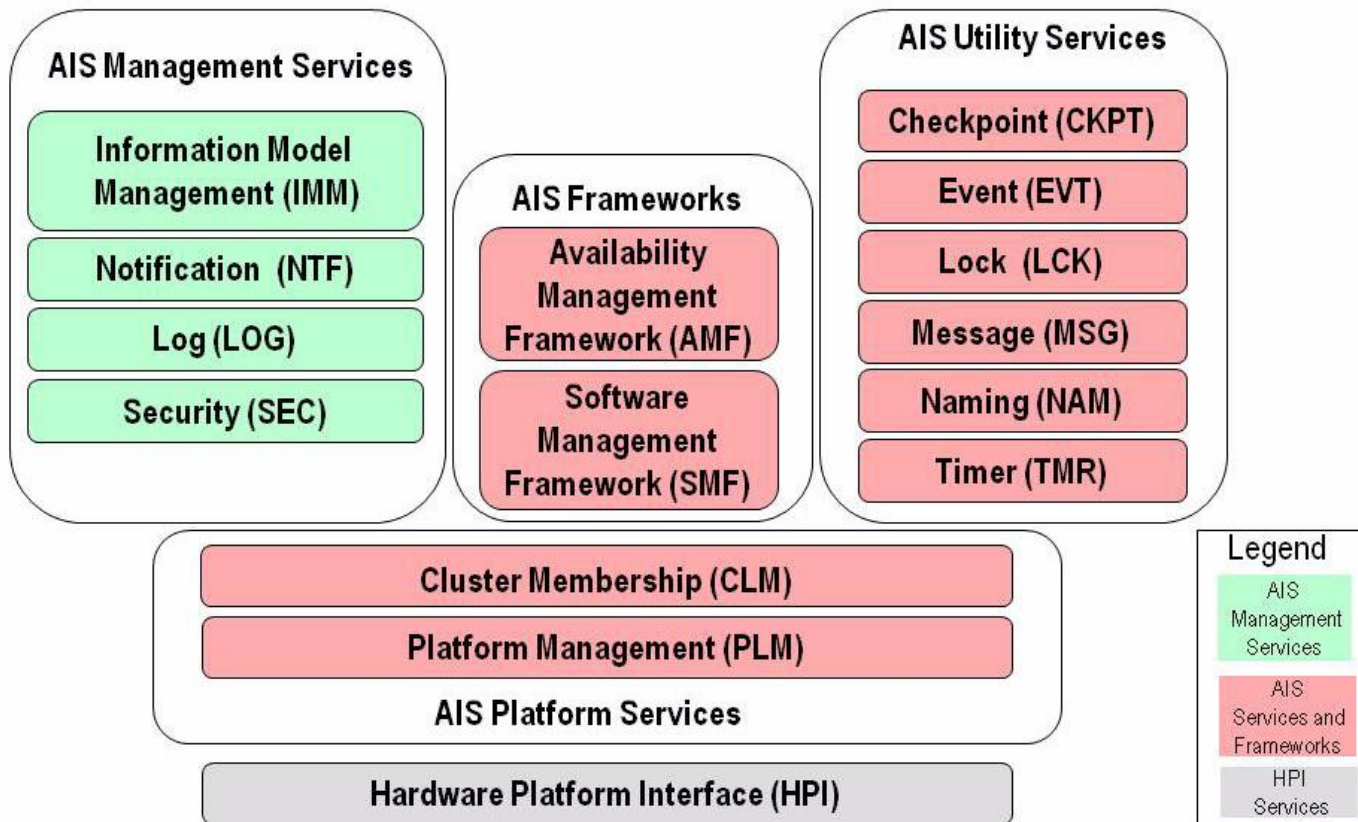 AIS Management Services
Information Model
Management (IMM)
Notification (NTF)
Log (LOG)
Security (SEC)
AIS Frameworks
Availability
Management
Framework (AMF)
Software
Management
Framework (SMF)
AIS Utility Services
Checkpoint (CKPT)
Event (EVT)
Lock (LCK)
Message (MSG)
Naming (NAM)
Timer (TMR)
Cluster Membership (CLM)
Platform Management (PLM)
AIS Platform Services
Hardware Platform Interface (HPI)
Legend
AIS
Management
Services
AIS
Services and
Frameworks
HPI
Services